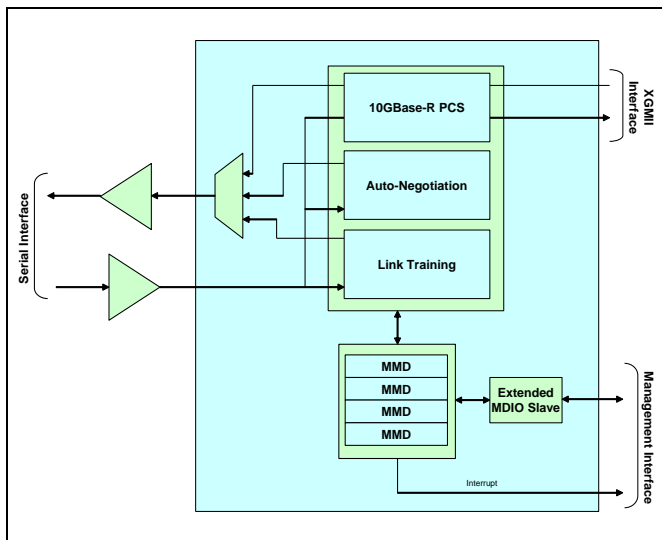 10GBase-R PCS
XGMII
Interface
Auto-Negotiation
Serial Interface
Link Training
MMD
MMD
MMD
MMD
Extended
MDIO Slave
Management Interface
Interrupt